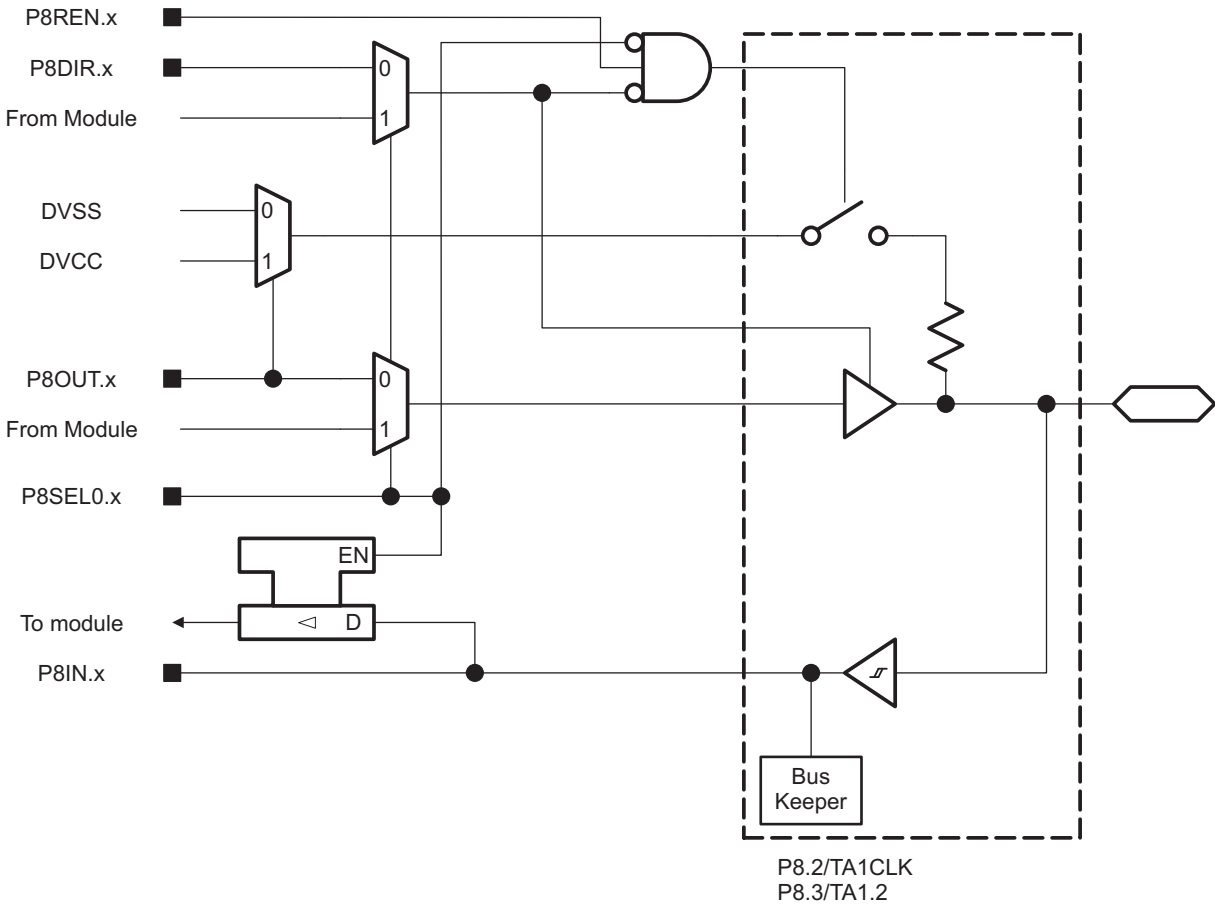 P8REN.x
P8DIR.x
0
From Module
1
DVSS
0
DVCC
1
P8OUT.x
0
From Module
1
P8SEL0.x
EN
To module
D
P8IN.x
Bus
Keeper
P8.2/TA1CLK
P8.3/TA1.2